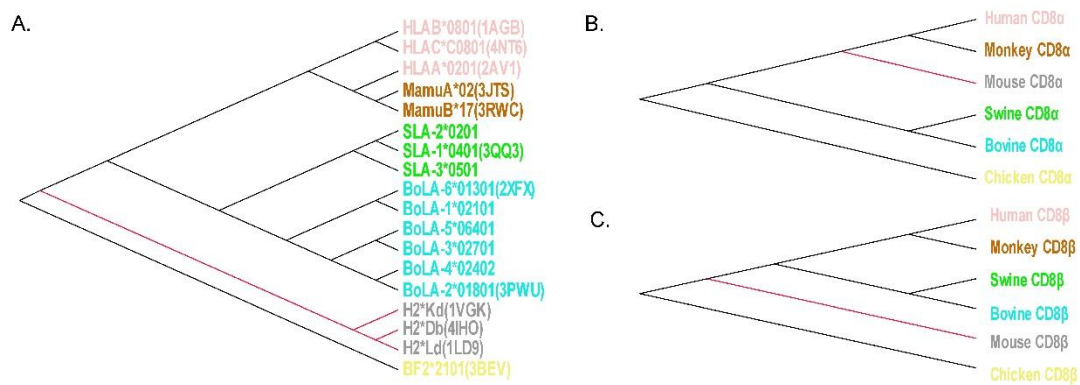 A.
HLAB*0801(1AGB)
HLAC*C0801(4NT6)
HLAA*0201(2AV1)
MamuA*02(3JTS)
MamuB*17(3RWC)
SLA-2*0201
SLA-1*0401(3QQ3)
SLA-3*0501
BoLA-6*01301(2XFX)
BoLA-1*02101
BoLA-5*06401
BoLA-3*02701
BoLA-4*02402
BoLA-2*01801(3PWU)
H2*Kd(1VGK)
H2*Db(4IHO)
H2*Ld(1LD9)
BF2*2101(3BEV)
B.
Human CD8α
Monkey CD8α
Mouse CD8α
Swine CD8α
Bovine CD8α
Chicken CD8α
C.
Human CD8β
Monkey CD8β
Swine CD8β
Bovine CD8β
Mouse CD8β
Chicken CD8β